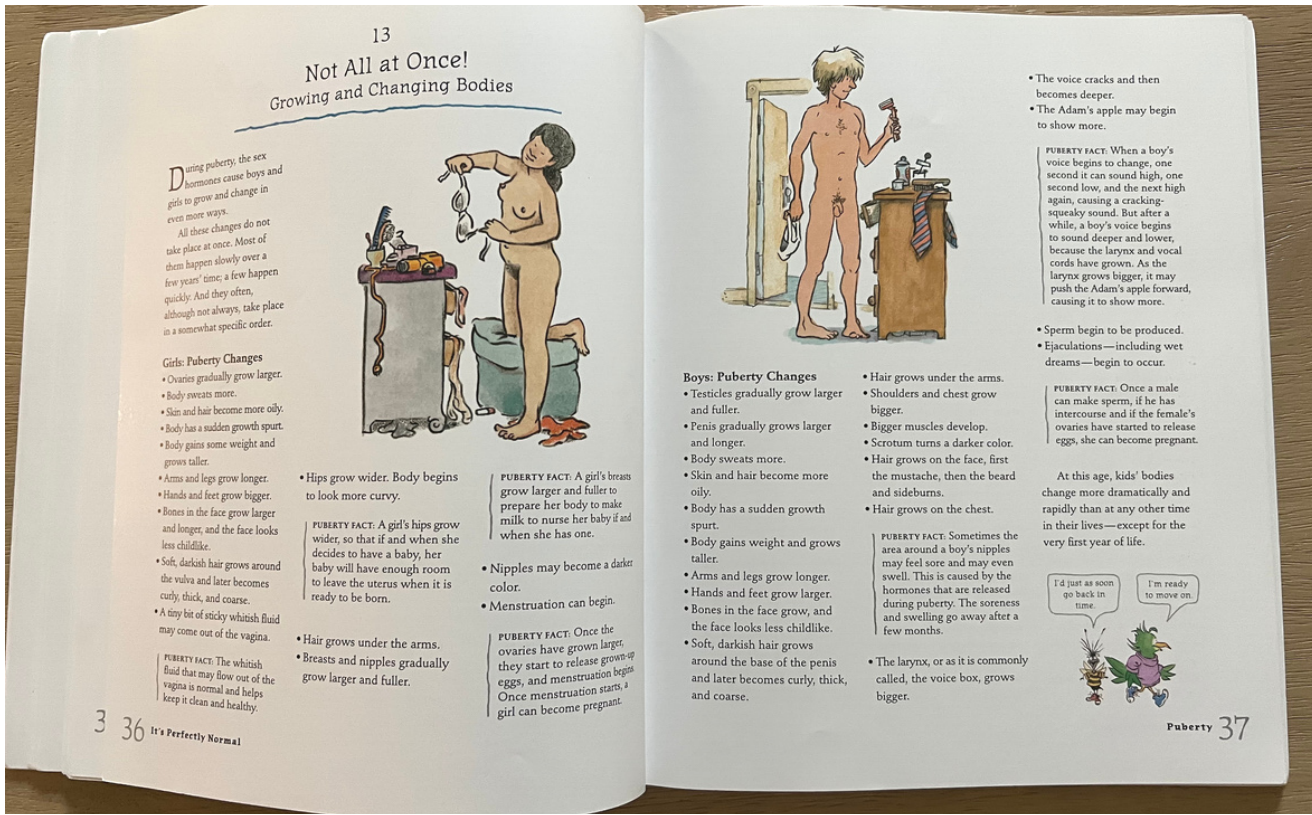 13
Not All at Once!
Growing and Changing Bodies
During puberty, the sex
hormones cause boys and
girls to grow and change in
even more ways.
All these changes do not
take place at once. Most of
them happen slowly over a
few years' time; a few happen
quickly. And they often,
although not always, take place
in a somewhat specific order.
Girls: Puberty Changes
• Ovaries gradually grow larger.
• Body sweats more.
• Skin and hair become more oily.
• Body has a sudden growth spurt.
• Body gains some weight and
grows taller.
• Arms and legs grow longer.
• Hands and feet grow bigger.
• Bones in the face grow larger
and longer, and the face looks
less childlike.
• Soft, darkish hair grows around
the vulva and later becomes
curly, thick, and coarse.
• A tiny bit of sticky whitish fluid
may come out of the vagina.
PUBERTY FACT: The whitish
fluid that may flow out of the
vagina is normal and helps
keep it clean and healthy.
• Hips grow wider. Body begins
to look more curvy.
PUBERTY FACT: A girl's hips grow
wider, so that if and when she
decides to have a baby, her
baby will have enough room
to leave the uterus when it is
ready to be born.
• Hair grows under the arms.
• Breasts and nipples gradually
grow larger and fuller.
PUBERTY FACT: A girl's breasts
grow larger and fuller to
prepare her body to make
milk to nurse her baby if and
when she has one.
• Nipples may become a darker
color.
• Menstruation can begin.
PUBERTY FACT: Once the
ovaries have grown larger,
they start to release grown-up
eggs, and menstruation begins.
Once menstruation starts, a
girl can become pregnant.
3 36 It's Perfectly Normal
Boys: Puberty Changes
• Testicles gradually grow larger
and fuller.
• Penis gradually grows larger
and longer.
• Body sweats more.
• Skin and hair become more
oily.
• Body has a sudden growth
spurt.
• Body gains weight and grows
taller.
• Arms and legs grow longer.
• Hands and feet grow larger.
• Bones in the face grow, and
the face looks less childlike.
• Soft, darkish hair grows
around the base of the penis
and later becomes curly, thick,
and coarse.
• Hair grows under the arms.
• Shoulders and chest grow
bigger.
• Bigger muscles develop.
• Scrotum turns a darker color.
• Hair grows on the face, first
the mustache, then the beard
and sideburns.
• Hair grows on the chest.
PUBERTY FACT: Sometimes the
area around a boy's nipples
may feel sore and may even
swell. This is caused by the
hormones that are released
during puberty. The soreness
and swelling go away after a
few months.
• The larynx, or as it is commonly
called, the voice box, grows
bigger.
• The voice cracks and then
becomes deeper.
• The Adam's apple may begin
to show more.
PUBERTY FACT: When a boy's
voice begins to change, one
second it can sound high, one
second low, and the next high
again, causing a cracking-
squeaky sound. But after a
while, a boy's voice begins
to sound deeper and lower,
because the larynx and vocal
cords have grown. As the
larynx grows bigger, it may
push the Adam's apple forward,
causing it to show more.
• Sperm begin to be produced.
• Ejaculations—including wet
dreams—begin to occur.
PUBERTY FACT: Once a male
can make sperm, if he has
intercourse and if the female's
ovaries have started to release
eggs, she can become pregnant.
At this age, kids' bodies
change more dramatically and
rapidly than at any other time
in their lives—except for the
very first year of life.
I'd just as soon
go back in
time.
I'm ready
to move on.
Puberty 37